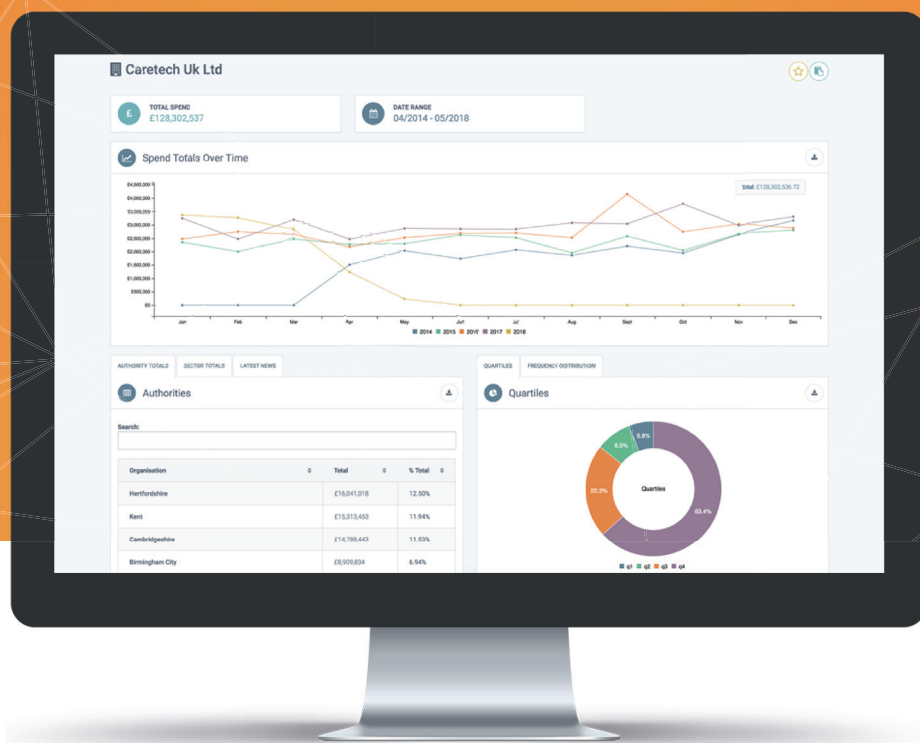 Caretech Uk Ltd
£ TOTAL SPEND
£128,302,537
DATE RANGE
04/2014 - 05/2018
Spend Totals Over Time
Total £128,302,536.72
£4,500,000
£4,000,000
£3,500,000
£3,000,000
£2,500,000
£2,000,000
£1,500,000
£1,000,000
£500,000
£0
Jan Feb Mar Apr May Jun Jul Aug Sept Oct Nov Dec
2014 2015 2016 2017 2018
AUTHORITY TOTALS SECTOR TOTALS LATEST NEWS
Authorities
Search:
Organisation Total % Total
Hertfordshire £16,041,018 12.50%
Kent £15,313,453 11.94%
Cambridgeshire 11.53%
Birmingham City £8,909,834 6.94%
QUARTILES FREQUENCY DISTRIBUTION
Quartiles
5.8%
8.5%
22.3%
63.4%
Quartiles
q1 q2 q3 q4